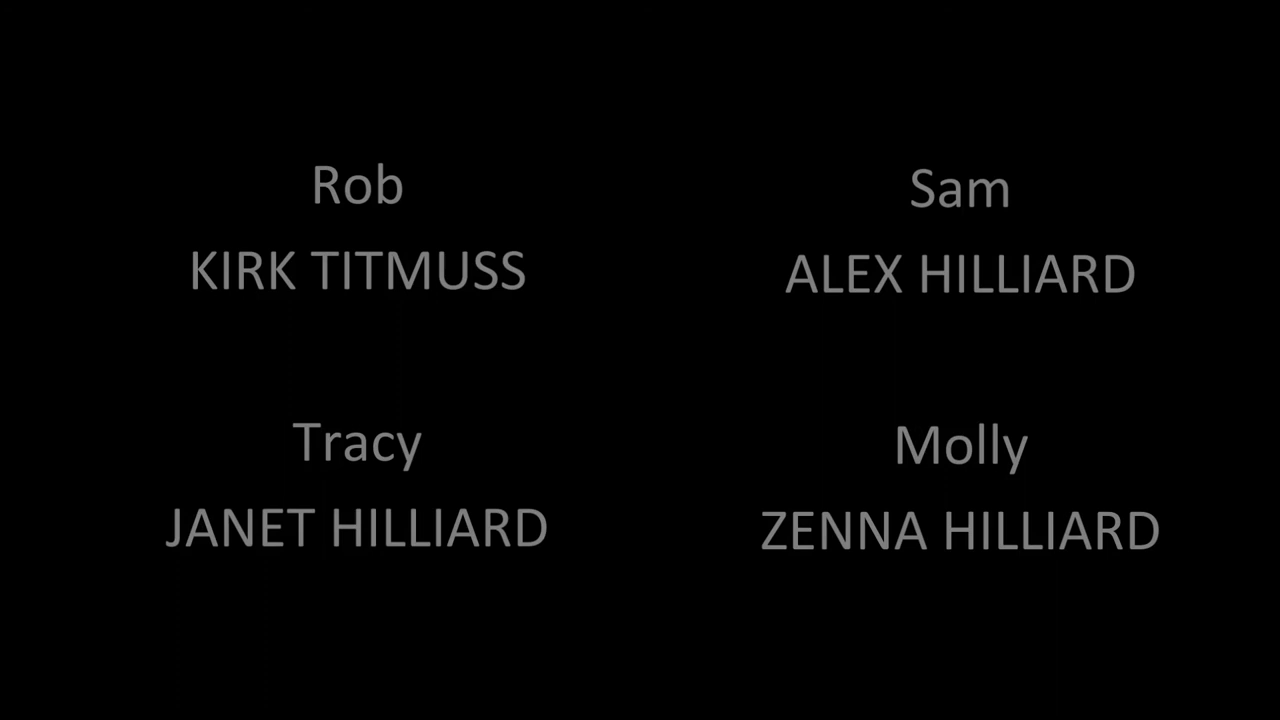 Rob
KIRK TITMUSS
Sam
ALEX HILLIARD
Tracy
JANET HILLIARD
Molly
ZENNA HILLIARD